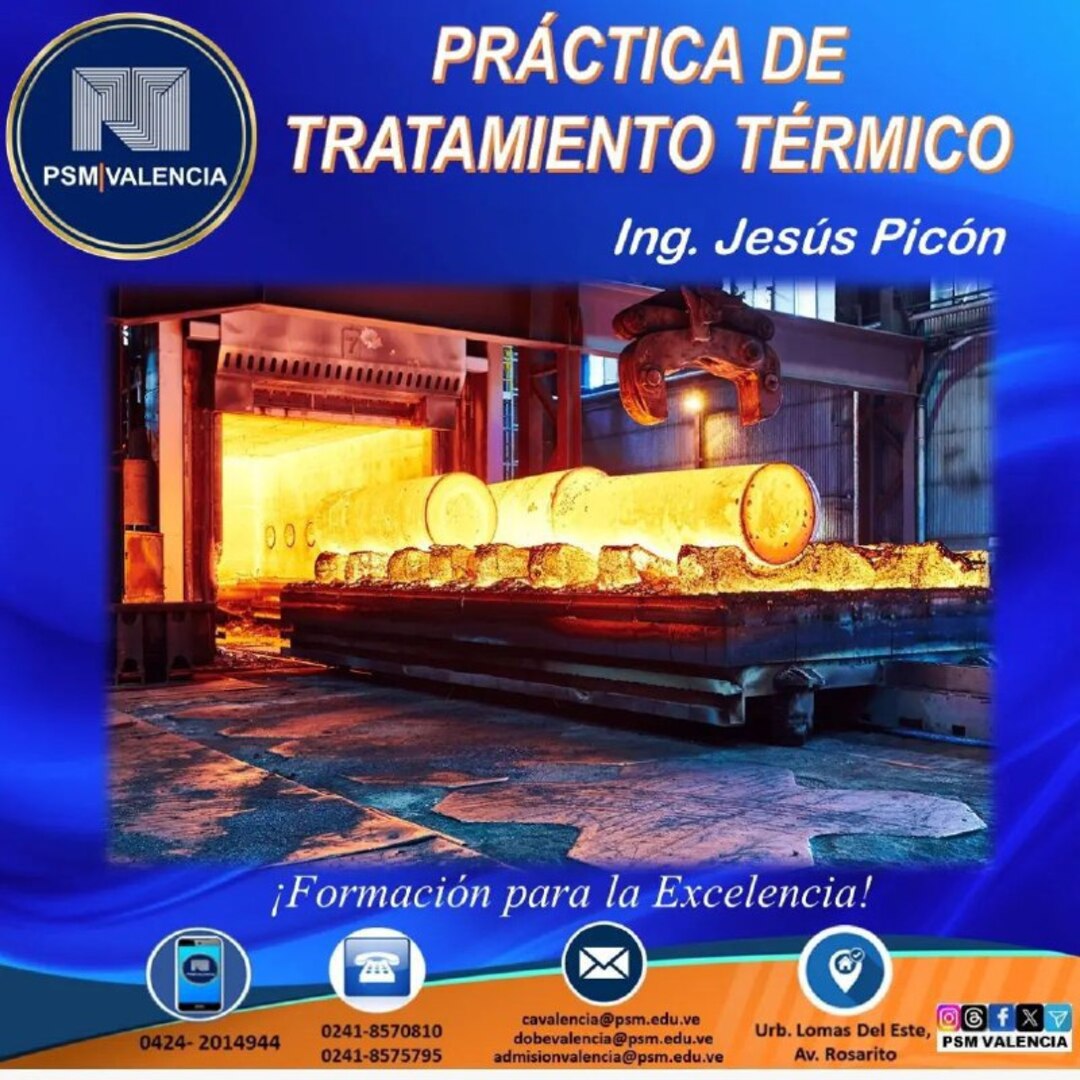 PRÁCTICA DE
TRATAMIENTO TÉRMICO
PSM|VALENCIA
Ing. Jesús Picón
¡Formación para la Excelencia!
0424- 2014944
0241-8570810
0241-8575795
cavalencia@psm.edu.ve
dobevalencia@psm.edu.ve
admisionvalencia@psm.edu.ve
Urb. Lomas Del Este,
Av. Rosarito
PSM VALENCIA